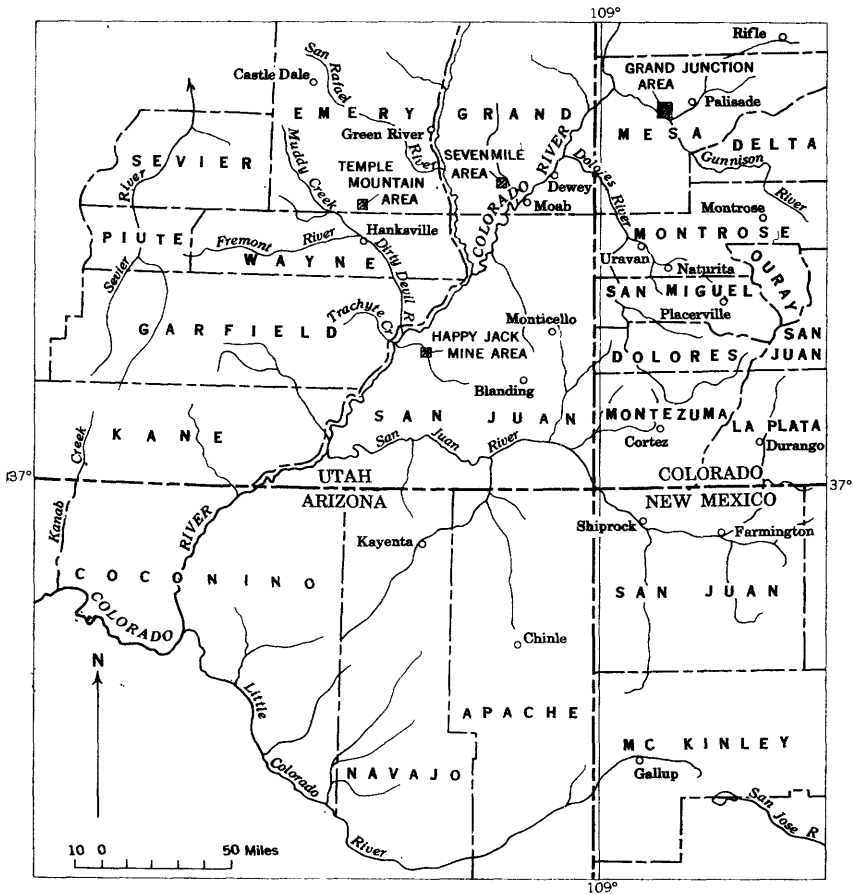 109°
Rifle
GRAND JUNCTION
AREA
Palisade
San
Rafael
River
Castle Dale
EMERY
GRAND
Green River
MESA
DELTA
Gunnison
River
SEVIER
River
Sevier
Muddy Creek
TEMPLE
MOUNTAIN
AREA
SEVENMILE
AREA
COLORADO RIVER
Dewey
Moab
Dolores River
Montrose
MONTROSE
PIUTE
Fremont River
Hanksville
WAYNE
Dirty Devil R
Uravan
Naturita
OURAY
SAN MIGUEL
Placerville
GARFIELD
Trachyte Cr
HAPPY JACK
MINE AREA
Monticello
Blanding
DOLORES
SAN
JUAN
KANE
SAN JUAN
San Juan River
MONTEZUMA
Cortez
LA PLATA
Durango
Kanab Creek
37°
UTAH
ARIZONA
COLORADO
NEW MEXICO
37°
RIVER
COLORADO
Kayenta
Shiprock
Farmington
COCONINO
SAN JUAN
Chinle
N
Little
Colorado
River
APACHE
NAVAJO
MC KINLEY
Gallup
San Jose R
10 0 50 Miles
109°